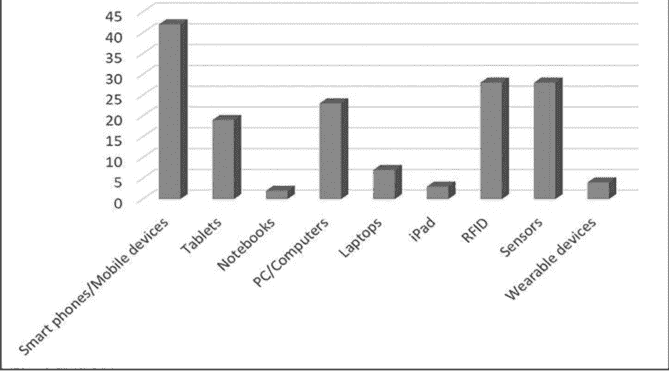 45
40
35
30
25
20
15
10
5
0
Smart phones/Mobile devices
Tablets
Notebooks
PC/Computers
Laptops
iPad
RFID
Sensors
Wearable devices